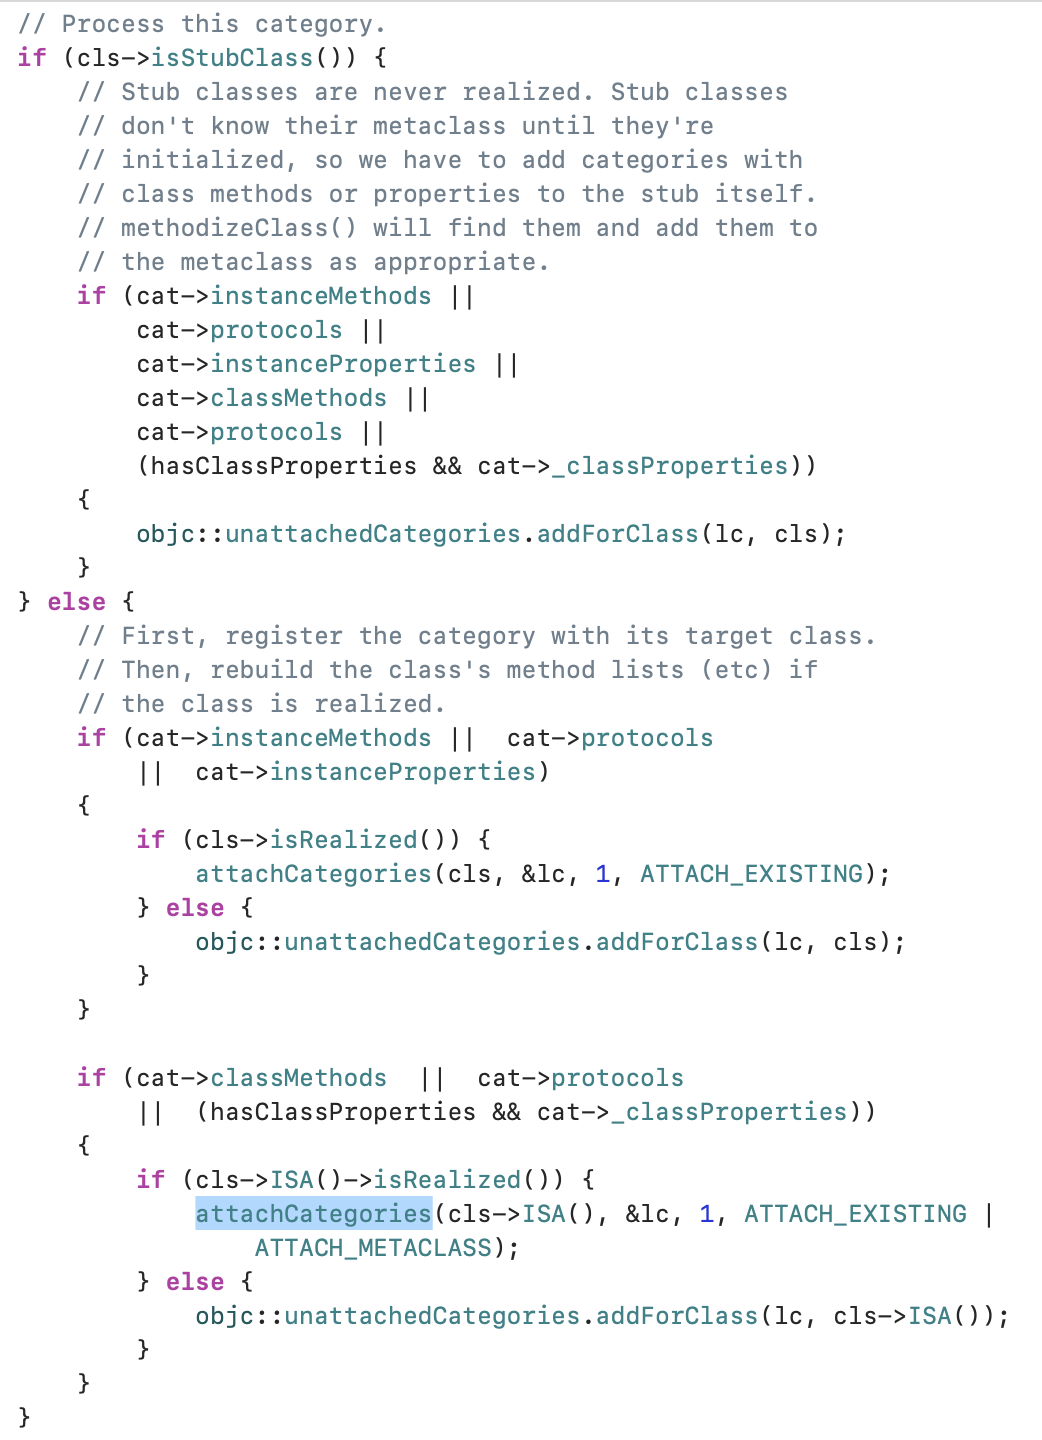 // Process this category.
if (cls->isStubClass()) {
    // Stub classes are never realized. Stub classes
    // don't know their metaclass until they're
    // initialized, so we have to add categories with
    // class methods or properties to the stub itself.
    // methodizeClass() will find them and add them to
    // the metaclass as appropriate.
    if (cat->instanceMethods ||
        cat->protocols ||
        cat->instanceProperties ||
        cat->classMethods ||
        cat->protocols ||
        (hasClassProperties && cat->_classProperties))
    {
        objc::unattachedCategories.addForClass(lc, cls);
    }
} else {
    // First, register the category with its target class.
    // Then, rebuild the class's method lists (etc) if
    // the class is realized.
    if (cat->instanceMethods ||  cat->protocols
        ||  cat->instanceProperties)
    {
        if (cls->isRealized()) {
            attachCategories(cls, &lc, 1, ATTACH_EXISTING);
        } else {
            objc::unattachedCategories.addForClass(lc, cls);
        }
    }

    if (cat->classMethods  ||  cat->protocols
        ||  (hasClassProperties && cat->_classProperties))
    {
        if (cls->ISA()->isRealized()) {
            attachCategories(cls->ISA(), &lc, 1, ATTACH_EXISTING |
                ATTACH_METACLASS);
        } else {
            objc::unattachedCategories.addForClass(lc, cls->ISA());
        }
    }
}